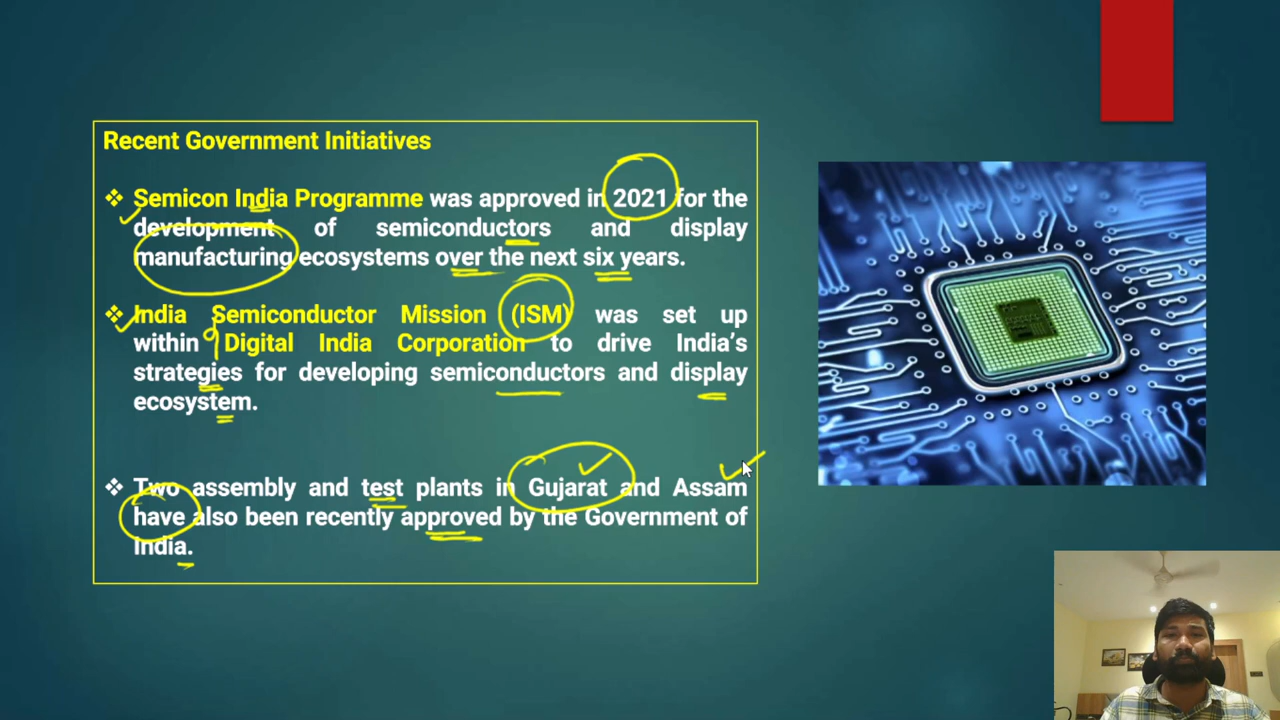 Recent Government Initiatives
❖ Semicon India Programme was approved in 2021 for the
development of semiconductors and display
manufacturing ecosystems over the next six years.
❖ India Semiconductor Mission (ISM) was set up
within Digital India Corporation to drive India’s
strategies for developing semiconductors and display
ecosystem.
❖ Two assembly and test plants in Gujarat and Assam
have also been recently approved by the Government of
India.